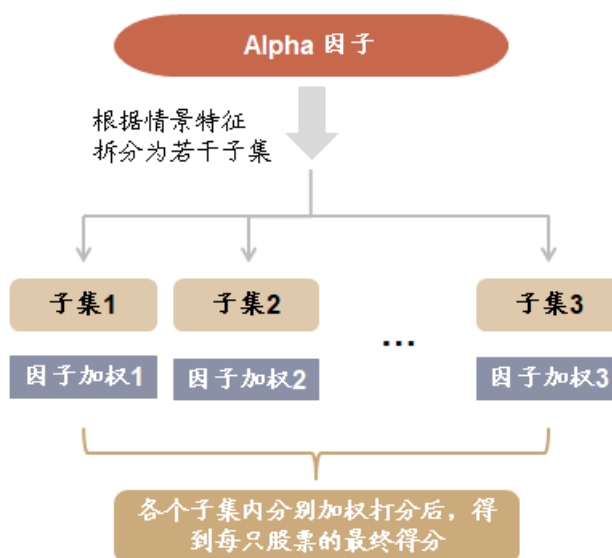 Alpha 因子
根据情景特征
拆分为若干子集
子集1
子集2
...
子集3
因子加权1
因子加权2
因子加权3
各个子集内分别加权打分后，得
到每只股票的最终得分